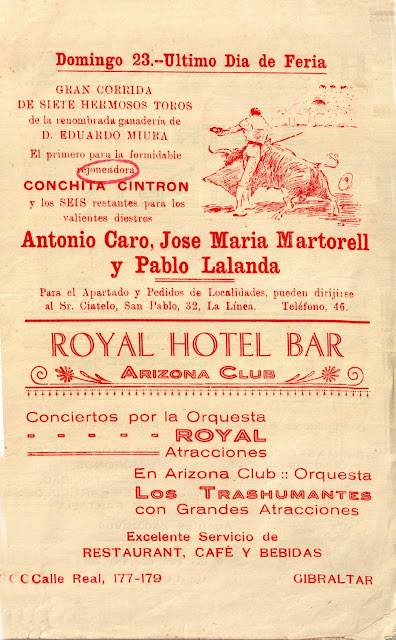 Domingo 23.--Ultimo Dia de Feria
GRAN CORRIDA
DE SIETE HERMOSOS TOROS
de la renombrada ganadería de
D. EDUARDO MIURA
El primero para la formidable
rejoneadora
CONCHITA CINTRON
y los SEIS restantes para los
valientes diestros
Antonio Caro, Jose Maria Martorell
y Pablo Lalanda
Para el Apartado y Pedidos de Localidades, pueden dirijirse
al Sr. Ciatelo, San Pablo, 32, La Línea. Teléfono, 46.
ROYAL HOTEL BAR
ARIZONA CLUB
Conciertos por la Orquesta
- - - - - ROYAL
Atracciones
En Arizona Club :: Orquesta
LOS TRASHUMANTES
con Grandes Atracciones
Excelente Servicio de
RESTAURANT, CAFÉ Y BEBIDAS
CCCalle Real, 177-179 GIBRALTAR